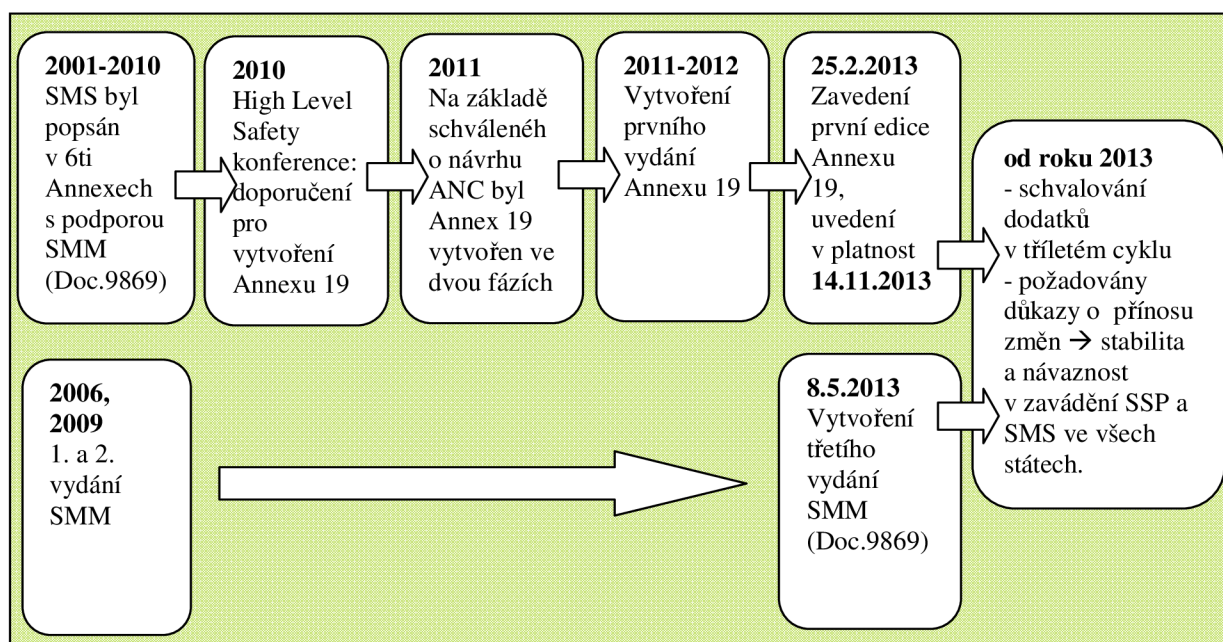 2001-2010
SMS byl
popsán
v 6ti
Annexech
s podporou
SMM
(Doc.9869)
2010
High Level
Safety
konference:
doporučení
pro
vytvoření
Annexu 19
2011
Na základě
schválenéh
o návrhu
ANC byl
Annex 19
vytvořen ve
dvou fázích
2011-2012
Vytvoření
prvního
vydání
Annexu 19
25.2.2013
Zavedení
první edice
Annexu
19,
uvedení
v platnost
14.11.2013
od roku 2013
- schvalování
dodatků
v tříletém cyklu
- požadovány
důkazy o přínosu
změn → stabilita
a návaznost
v zavádění SSP a
SMS ve všech
státech.
2006,
2009
1. a 2.
vydání
SMM
8.5.2013
Vytvoření
třetího
vydání
SMM
(Doc.9869)